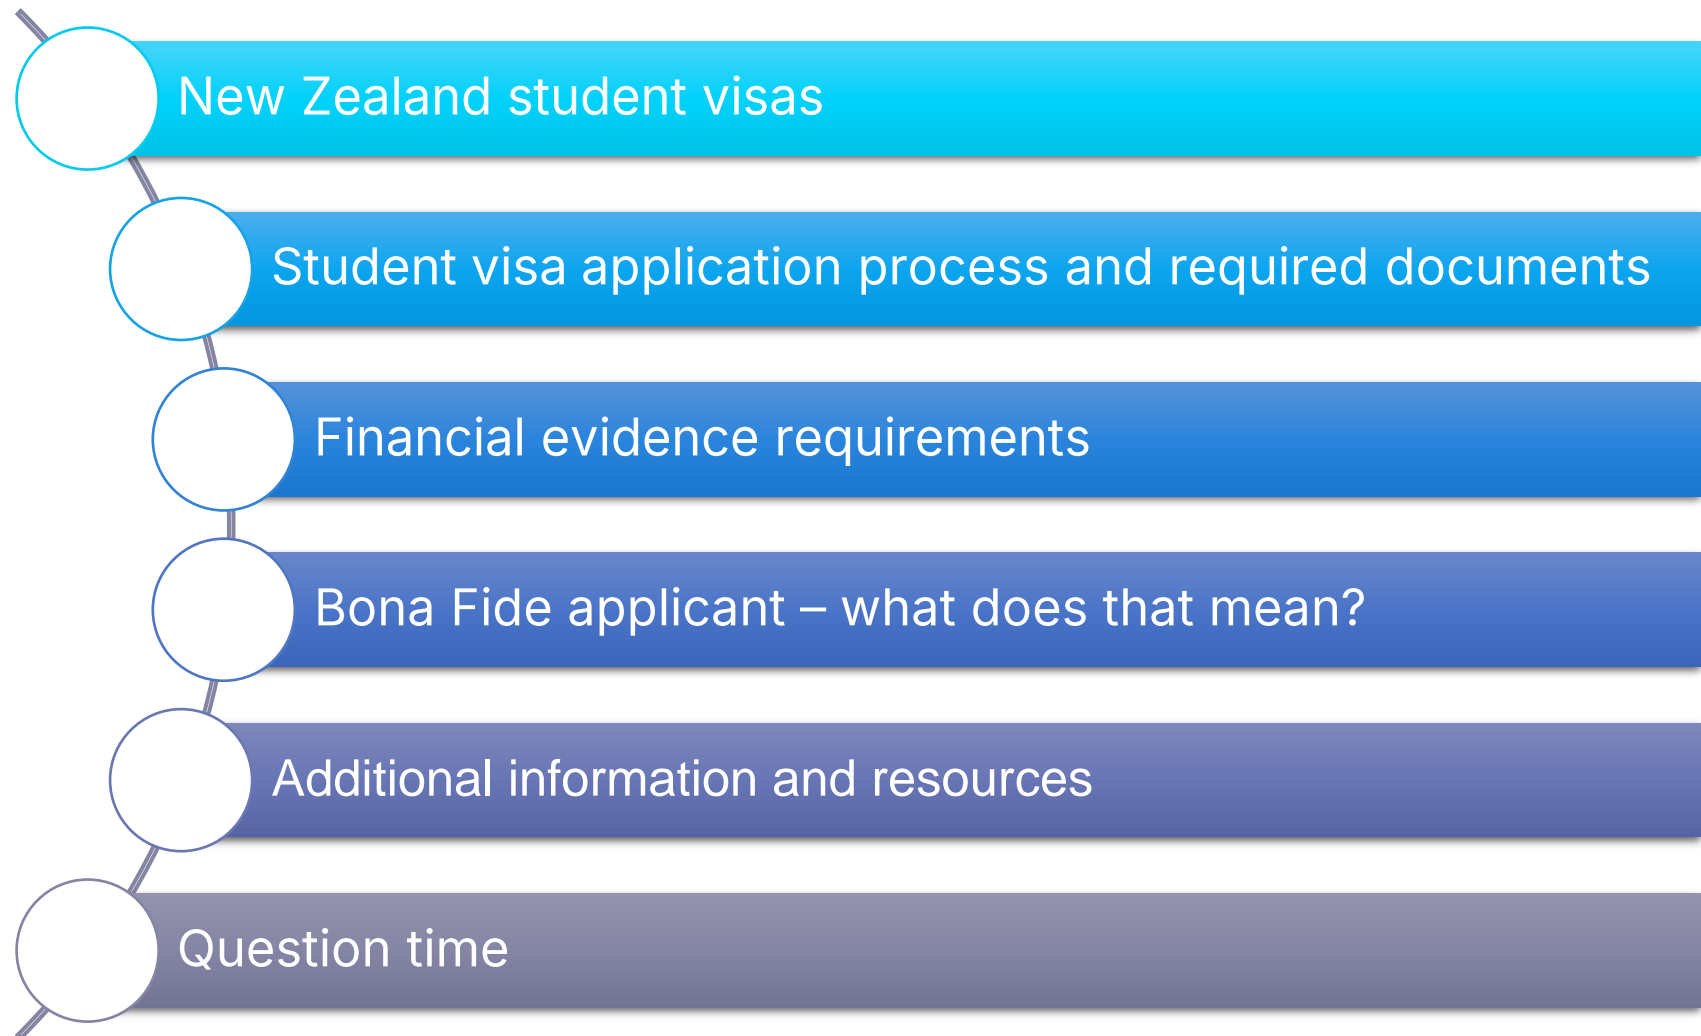 New Zealand student visas
Student visa application process and required documents
Financial evidence requirements
Bona Fide applicant – what does that mean?
Additional information and resources
Question time